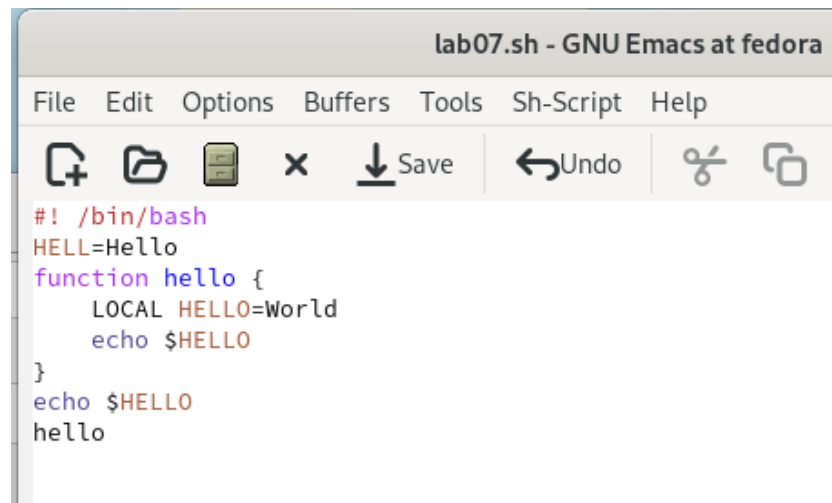 lab07.sh - GNU Emacs at fedora
File Edit Options Buffers Tools Sh-Script Help
Save Undo
#! /bin/bash
HELL=Hello
function hello {
    LOCAL HELLO=World
    echo $HELLO
}
echo $HELLO
hello